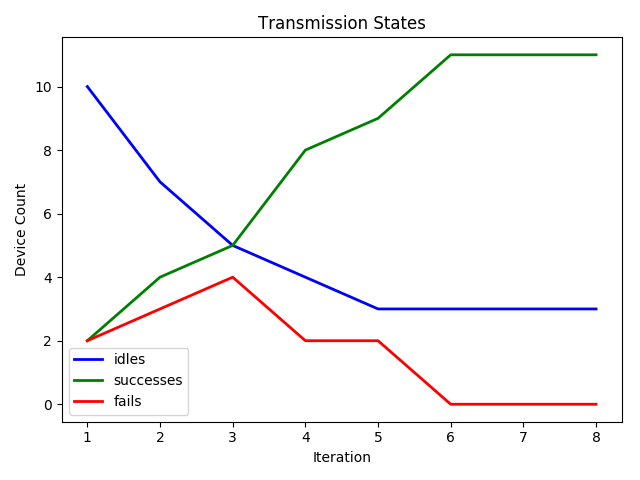 Transmission States
Device Count
10
8
6
4
2
0
idles
successes
fails
1 2 3 4 5 6 7 8
Iteration